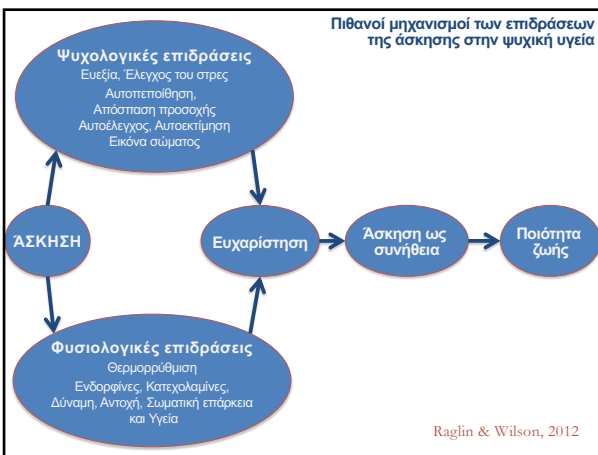 Πιθανοί μηχανισμοί των επιδράσεων
της άσκησης στην ψυχική υγεία
Ψυχολογικές επιδράσεις
Ευεξία, Έλεγχος του στρες
Αυτοπεποίθηση,
Απόσπαση προσοχής
Αυτοέλεγχος, Αυτοεκτίμηση
Εικόνα σώματος
ΆΣΚΗΣΗ
Ευχαρίστηση
Άσκηση ως
συνήθεια
Ποιότητα
ζωής
Φυσιολογικές επιδράσεις
Θερμορρύθμιση
Ενδορφίνες, Κατεχολαμίνες,
Δύναμη, Αντοχή, Σωματική επάρκεια
και Υγεία
Raglin & Wilson, 2012